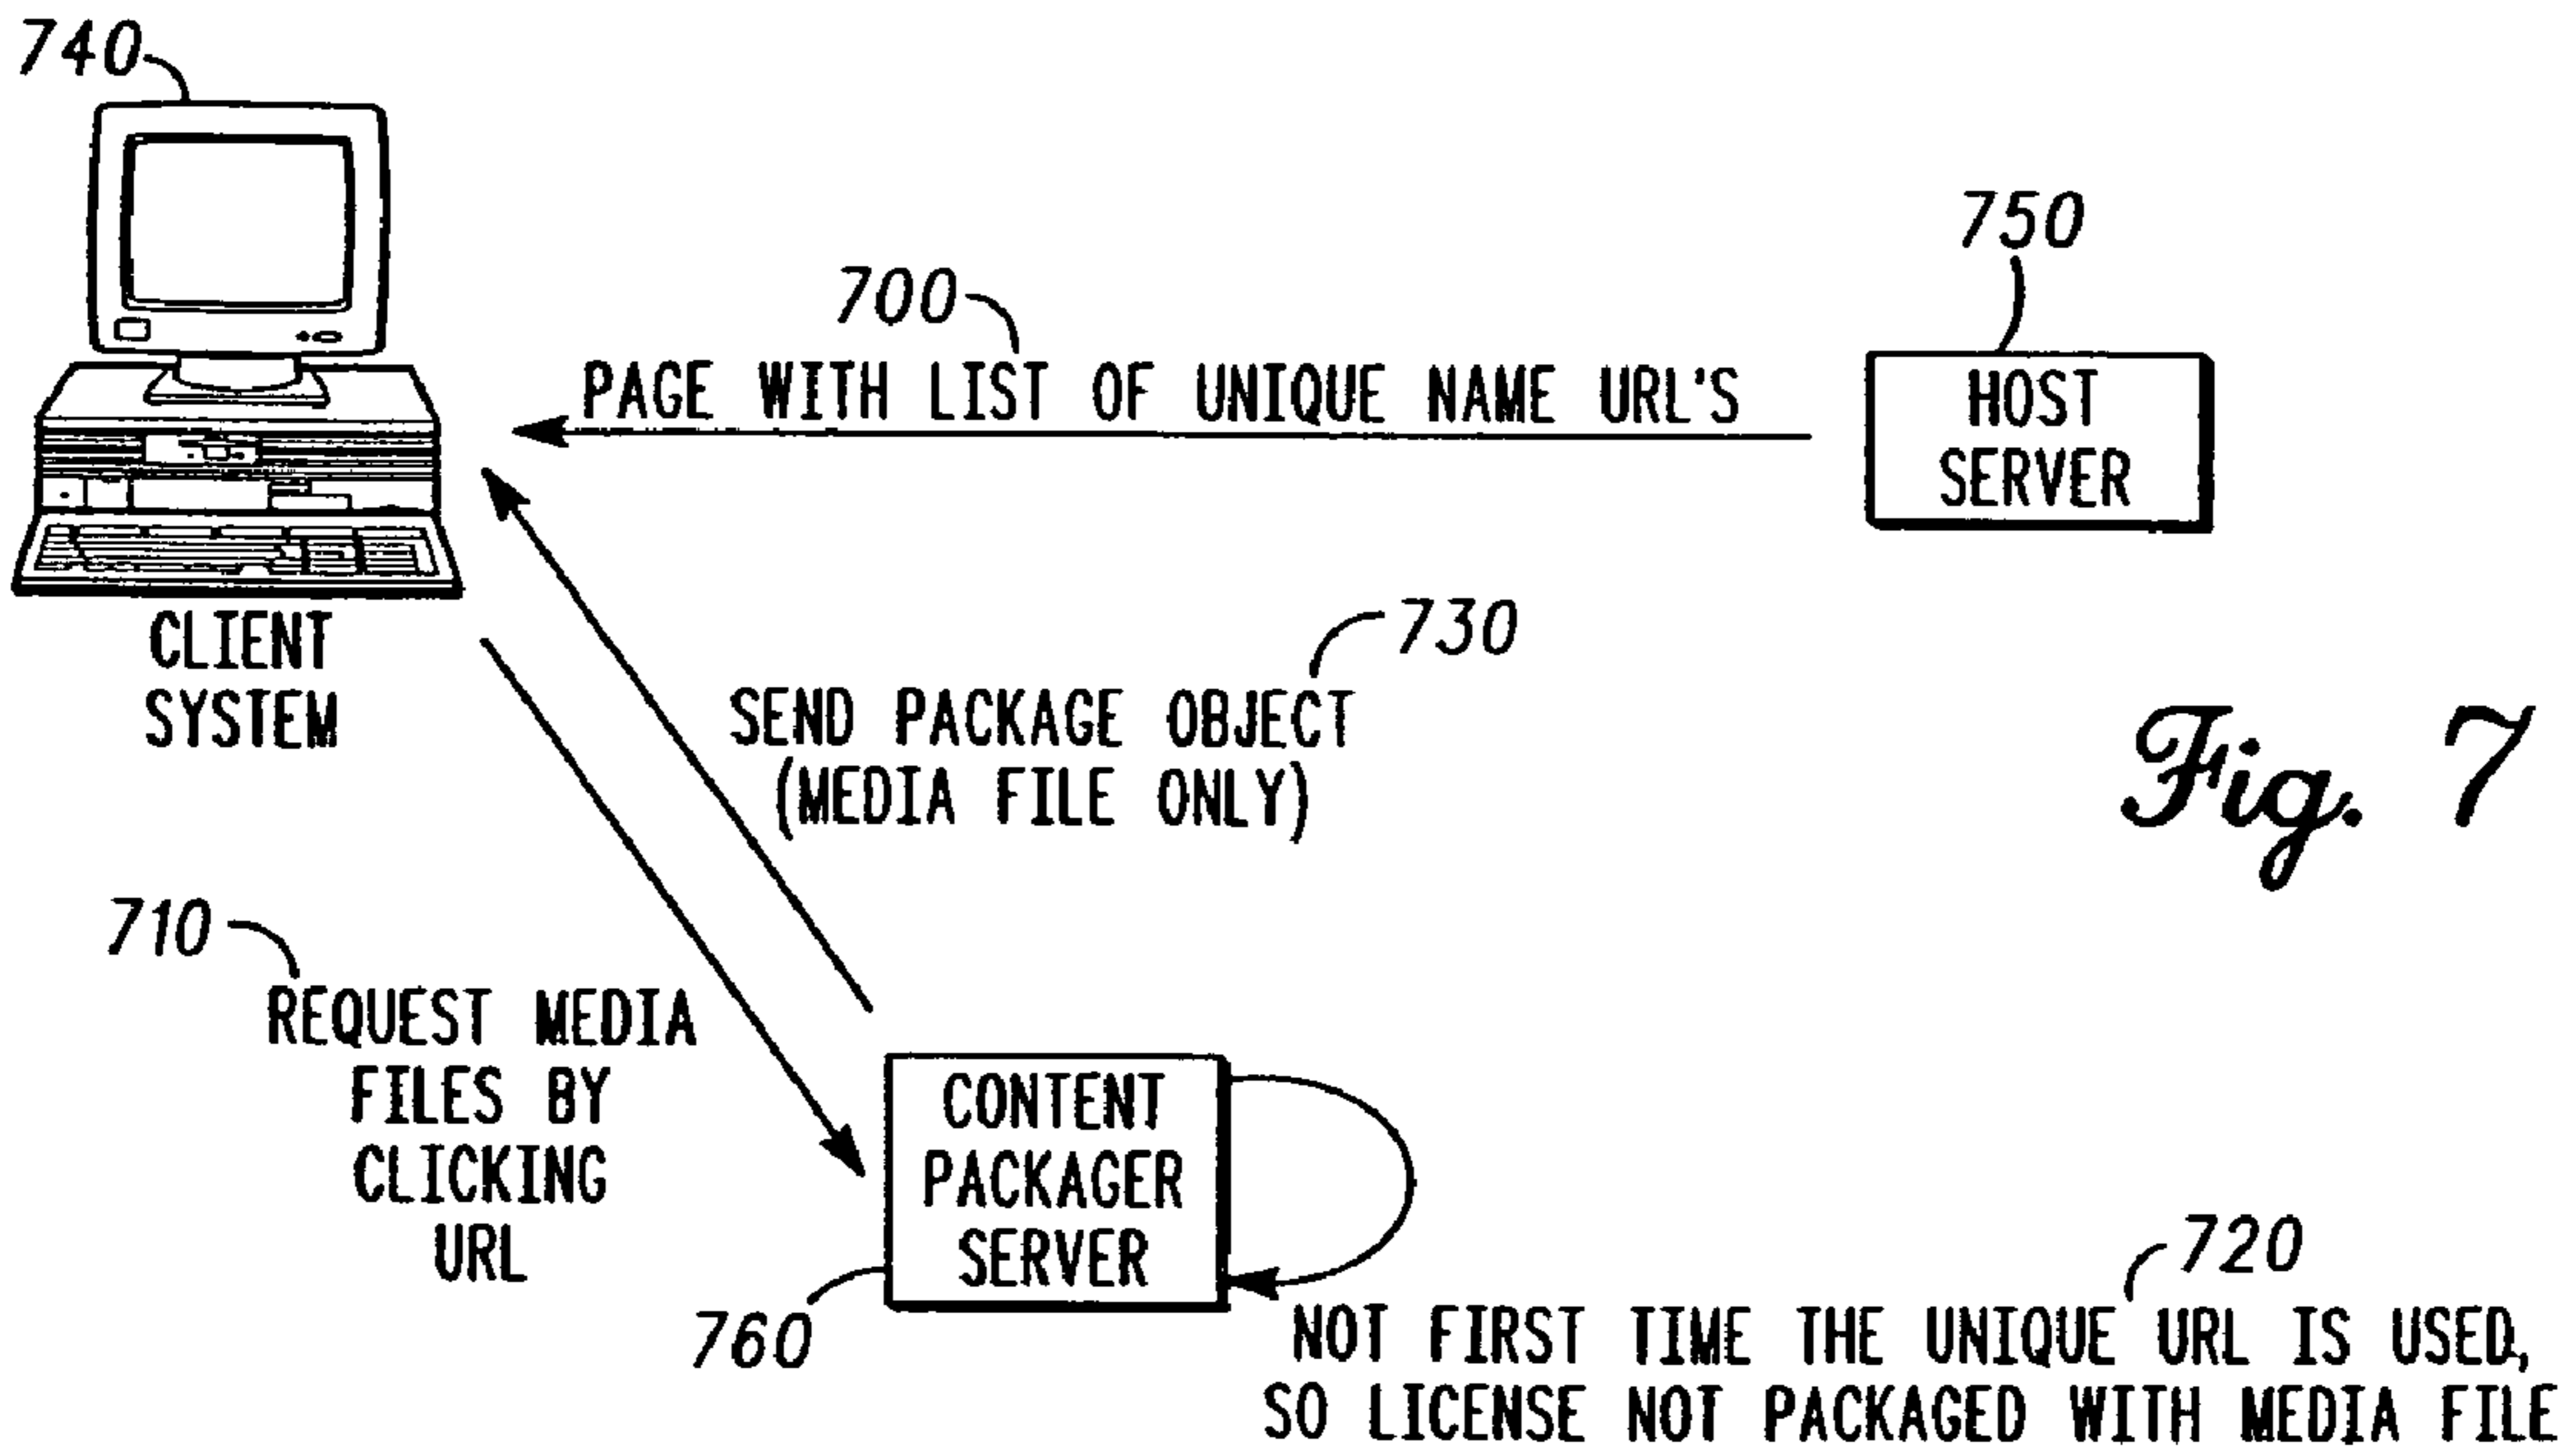 740
750
700
PAGE WITH LIST OF UNIQUE NAME URL'S
HOST
SERVER
CLIENT
SYSTEM
730
SEND PACKAGE OBJECT
(MEDIA FILE ONLY)
Fig. 7
710
REQUEST MEDIA
FILES BY
CLICKING
URL
CONTENT
PACKAGER
SERVER
760
720
NOT FIRST TIME THE UNIQUE URL IS USED,
SO LICENSE NOT PACKAGED WITH MEDIA FILE